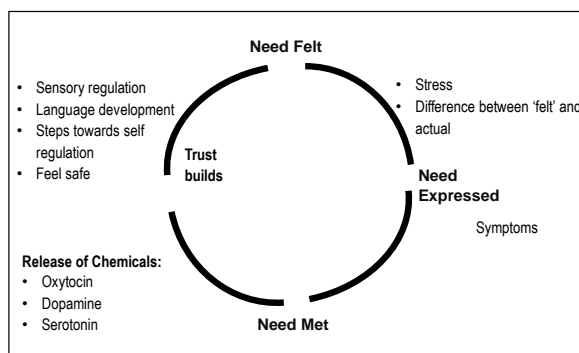 Need Felt
• Sensory regulation
• Language development
• Steps towards self
regulation
• Feel safe
Trust
builds
• Stress
• Difference between ‘felt’ and
actual
Need
Expressed
Symptoms
Release of Chemicals:
• Oxytocin
• Dopamine
• Serotonin
Need Met